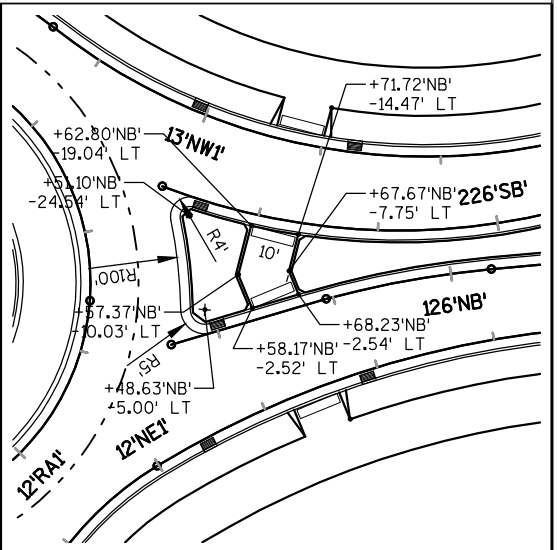 +71.72'NB'
-14.47' LT
+62.80'NB'
-19.04' LT
13'NW1'
+51.10'NB'
-24.54' LT
+67.67'NB'
-7.75' LT
226'SB'
R4'
10'
R100'
126'NB'
+57.37'NB'
-10.03' LT
+68.23'NB'
-2.54' LT
+58.17'NB'
-2.52' LT
R5'
+48.63'NB'
-5.00' LT
12'NE1'
12'RA1'